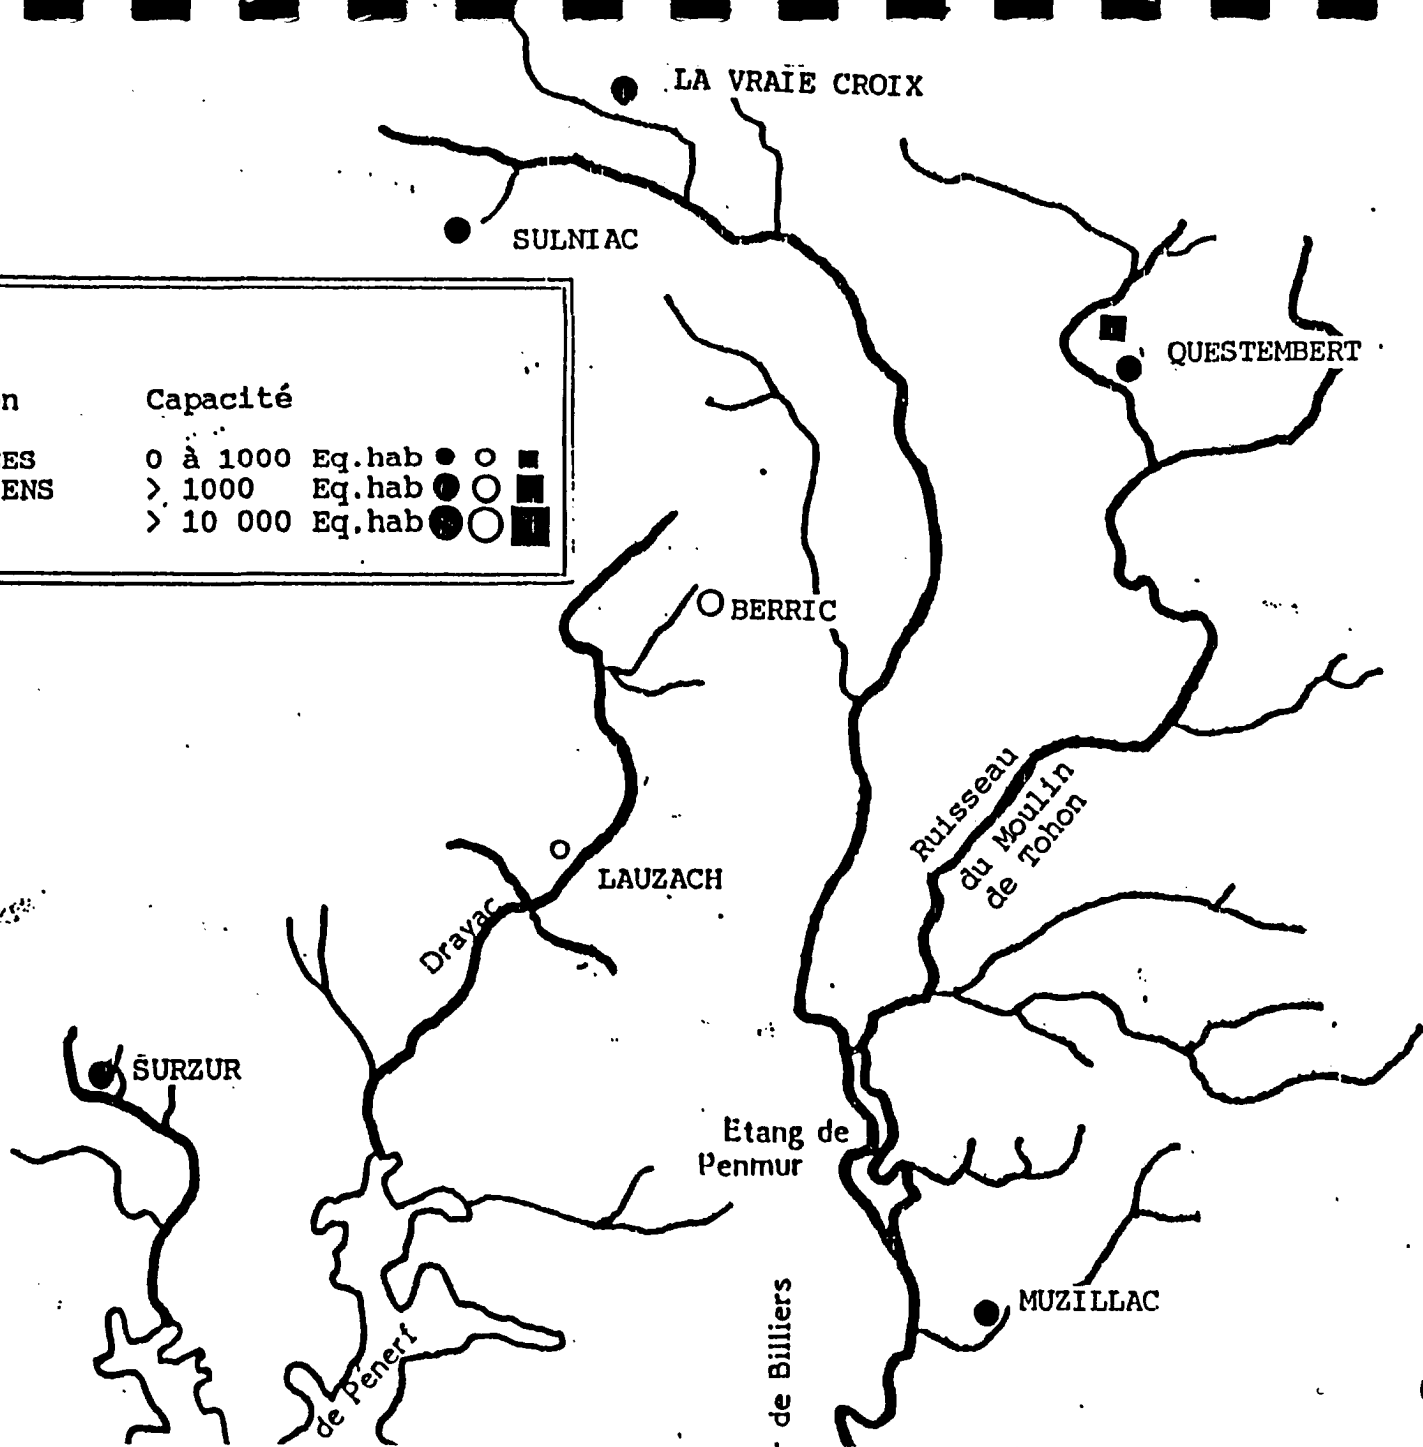 LA VRAIE CROIX
SULNIAC
QUESTEMBERT
n Capacité
ES 0 à 1000 Eq.hab
ENS > 1000 Eq.hab
> 10 000 Eq.hab
BERRIC
Ruisseau
du Moulin
de Tohon
LAUZACH
Drayac
SURZUR
Etang de
Penmur
MUZILLAC
de Billiers
de Pénerf